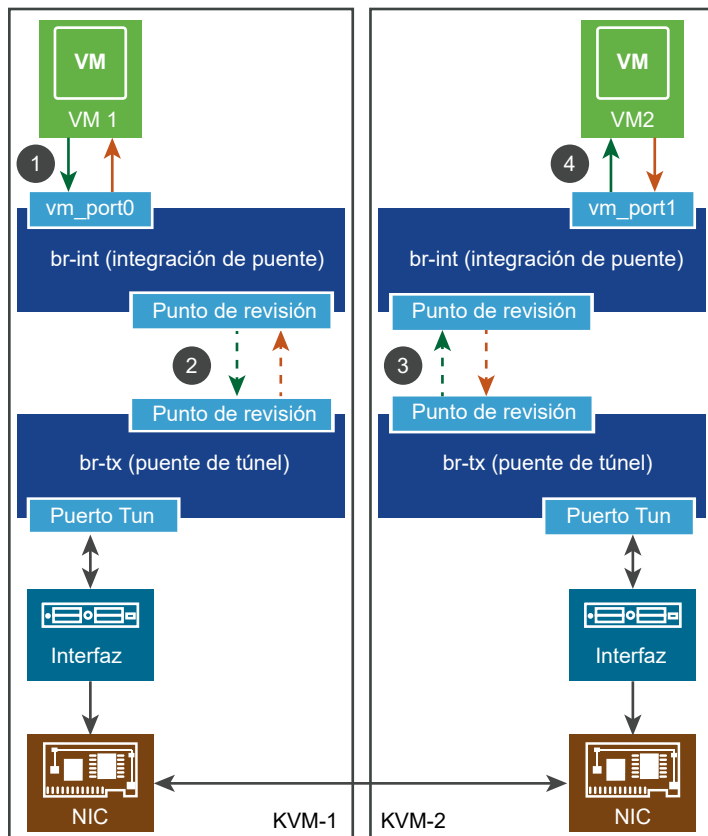 VM
VM 1
1
vm_port0
br-int (integración de puente)
Punto de revisión
2
Punto de revisión
br-tx (puente de túnel)
Puerto Tun
Interfaz
NIC
KVM-1
VM
VM2
4
vm_port1
br-int (integración de puente)
Punto de revisión
3
Punto de revisión
br-tx (puente de túnel)
Puerto Tun
Interfaz
NIC
KVM-2